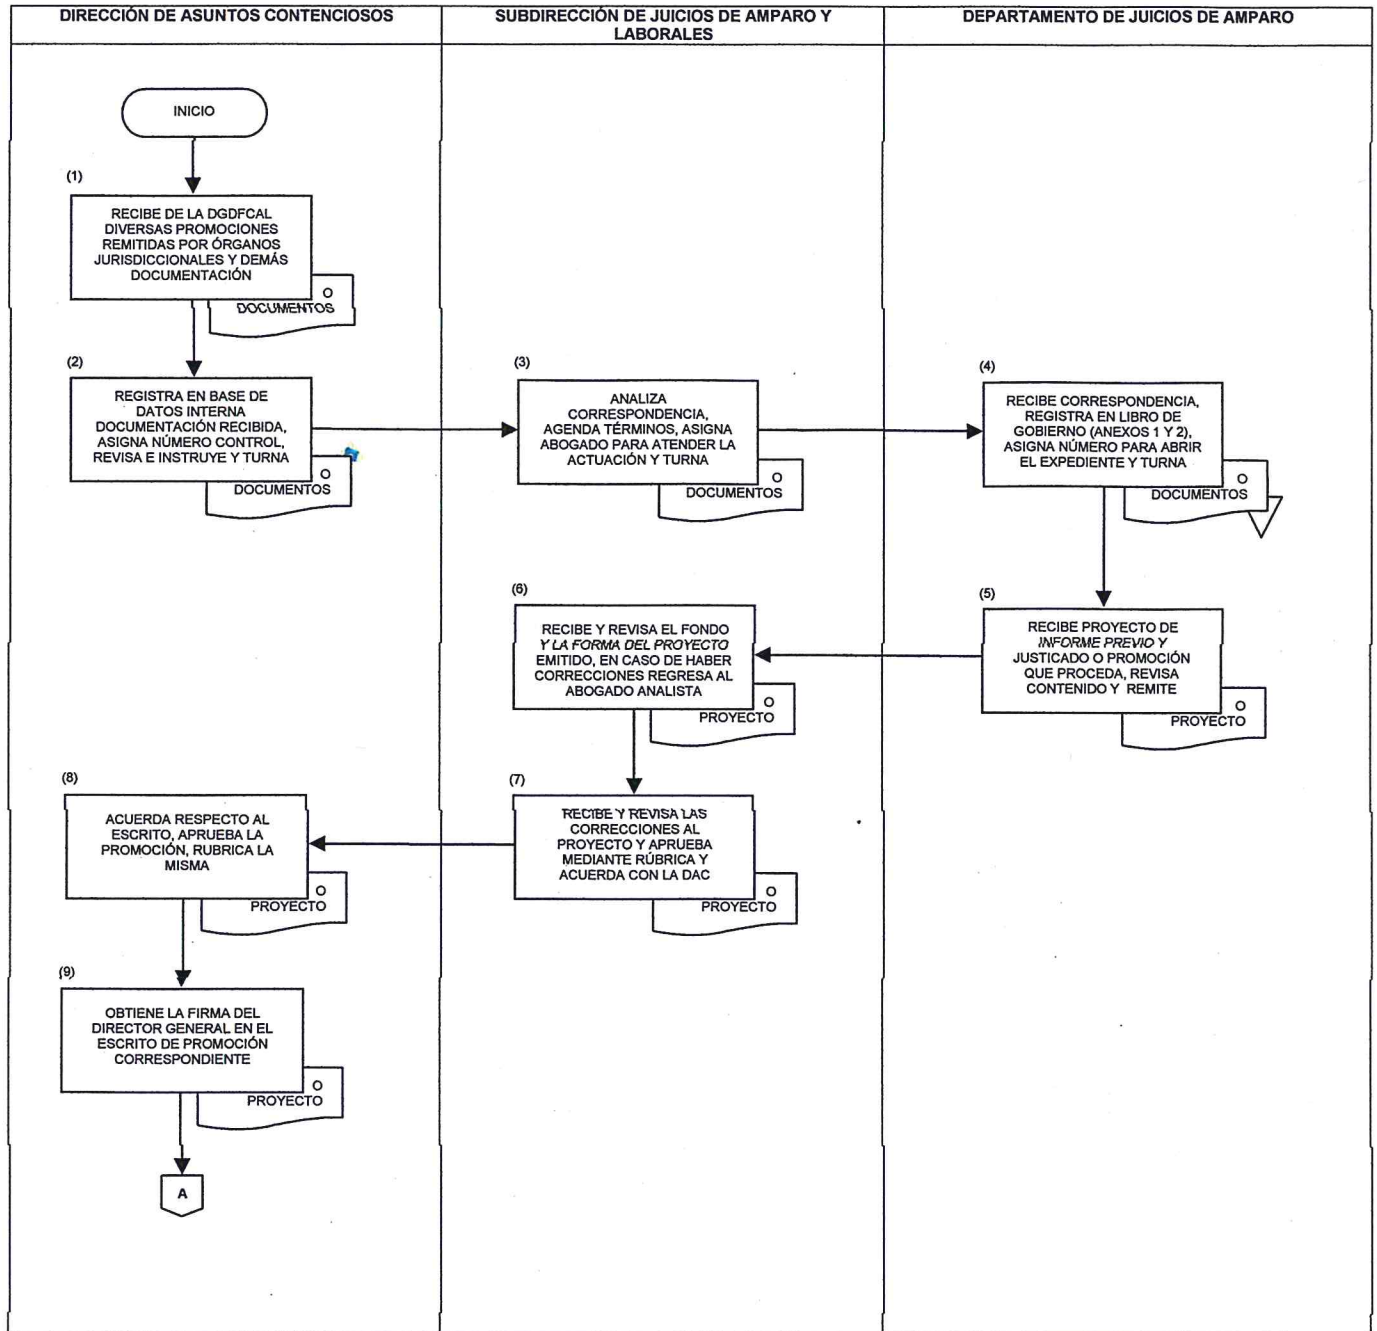 DIRECCIÓN DE ASUNTOS CONTENCIOSOS
SUBDIRECCIÓN DE JUICIOS DE AMPARO Y
LABORALES
DEPARTAMENTO DE JUICIOS DE AMPARO
INICIO
(1)
RECIBE DE LA DGDFCAL
DIVERSAS PROMOCIONES
REMITIDAS POR ÓRGANOS
JURISDICCIONALES Y DEMÁS
DOCUMENTACIÓN
O
DOCUMENTOS
(2)
REGISTRA EN BASE DE
DATOS INTERNA
DOCUMENTACIÓN RECIBIDA,
ASIGNA NÚMERO CONTROL,
REVISA E INSTRUYE Y TURNA
O
DOCUMENTOS
(3)
ANALIZA
CORRESPONDENCIA,
AGENDA TÉRMINOS, ASIGNA
ABOGADO PARA ATENDER LA
ACTUACIÓN Y TURNA
O
DOCUMENTOS
(4)
RECIBE CORRESPONDENCIA,
REGISTRA EN LIBRO DE
GOBIERNO (ANEXOS 1 Y 2),
ASIGNA NÚMERO PARA ABRIR
EL EXPEDIENTE Y TURNA
O
DOCUMENTOS
(5)
RECIBE PROYECTO DE
INFORME PREVIO Y
JUSTICADO O PROMOCIÓN
QUE PROCEDA, REVISA
CONTENIDO Y REMITE
O
PROYECTO
(6)
RECIBE Y REVISA EL FONDO
Y LA FORMA DEL PROYECTO
EMITIDO, EN CASO DE HABER
CORRECCIONES REGRESA AL
ABOGADO ANALISTA
O
PROYECTO
(7)
RECIBE Y REVISA LAS
CORRECCIONES AL
PROYECTO Y APRUEBA
MEDIANTE RÚBRICA Y
ACUERDA CON LA DAC
O
PROYECTO
(8)
ACUERDA RESPECTO AL
ESCRITO, APRUEBA LA
PROMOCIÓN, RUBRICA LA
MISMA
O
PROYECTO
(9)
OBTIENE LA FIRMA DEL
DIRECTOR GENERAL EN EL
ESCRITO DE PROMOCIÓN
CORRESPONDIENTE
O
PROYECTO
A